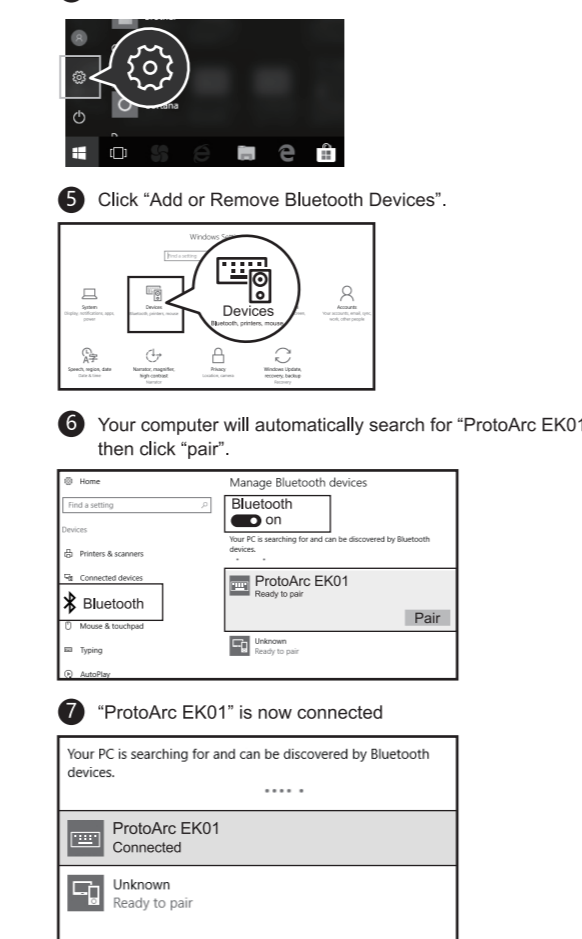 5 Click “Add or Remove Bluetooth Devices”.
Find a setting
Devices
Bluetooth, printers, mouse
System
Display, notifications, apps,
power
Devices
Bluetooth, printers, mouse
Accounts
Your accounts, email, sync,
work, other people
Speech, region, date
Date & time
Narrator, magnifier,
high contrast
Narrator
Privacy
Location, camera
Windows Update,
recovery, backup
Recovery
6 Your computer will automatically search for “ProtoArc EK01
then click “pair”.
Home
Find a setting
Devices
Printers & scanners
Connected devices
Bluetooth
Mouse & touchpad
Typing
AutoPlay
Manage Bluetooth devices
Bluetooth
on
Your PC is searching for and can be discovered by Bluetooth
devices.
ProtoArc EK01
Ready to pair
Pair
Unknown
Ready to pair
7 “ProtoArc EK01” is now connected
Your PC is searching for and can be discovered by Bluetooth
devices.
ProtoArc EK01
Connected
Unknown
Ready to pair